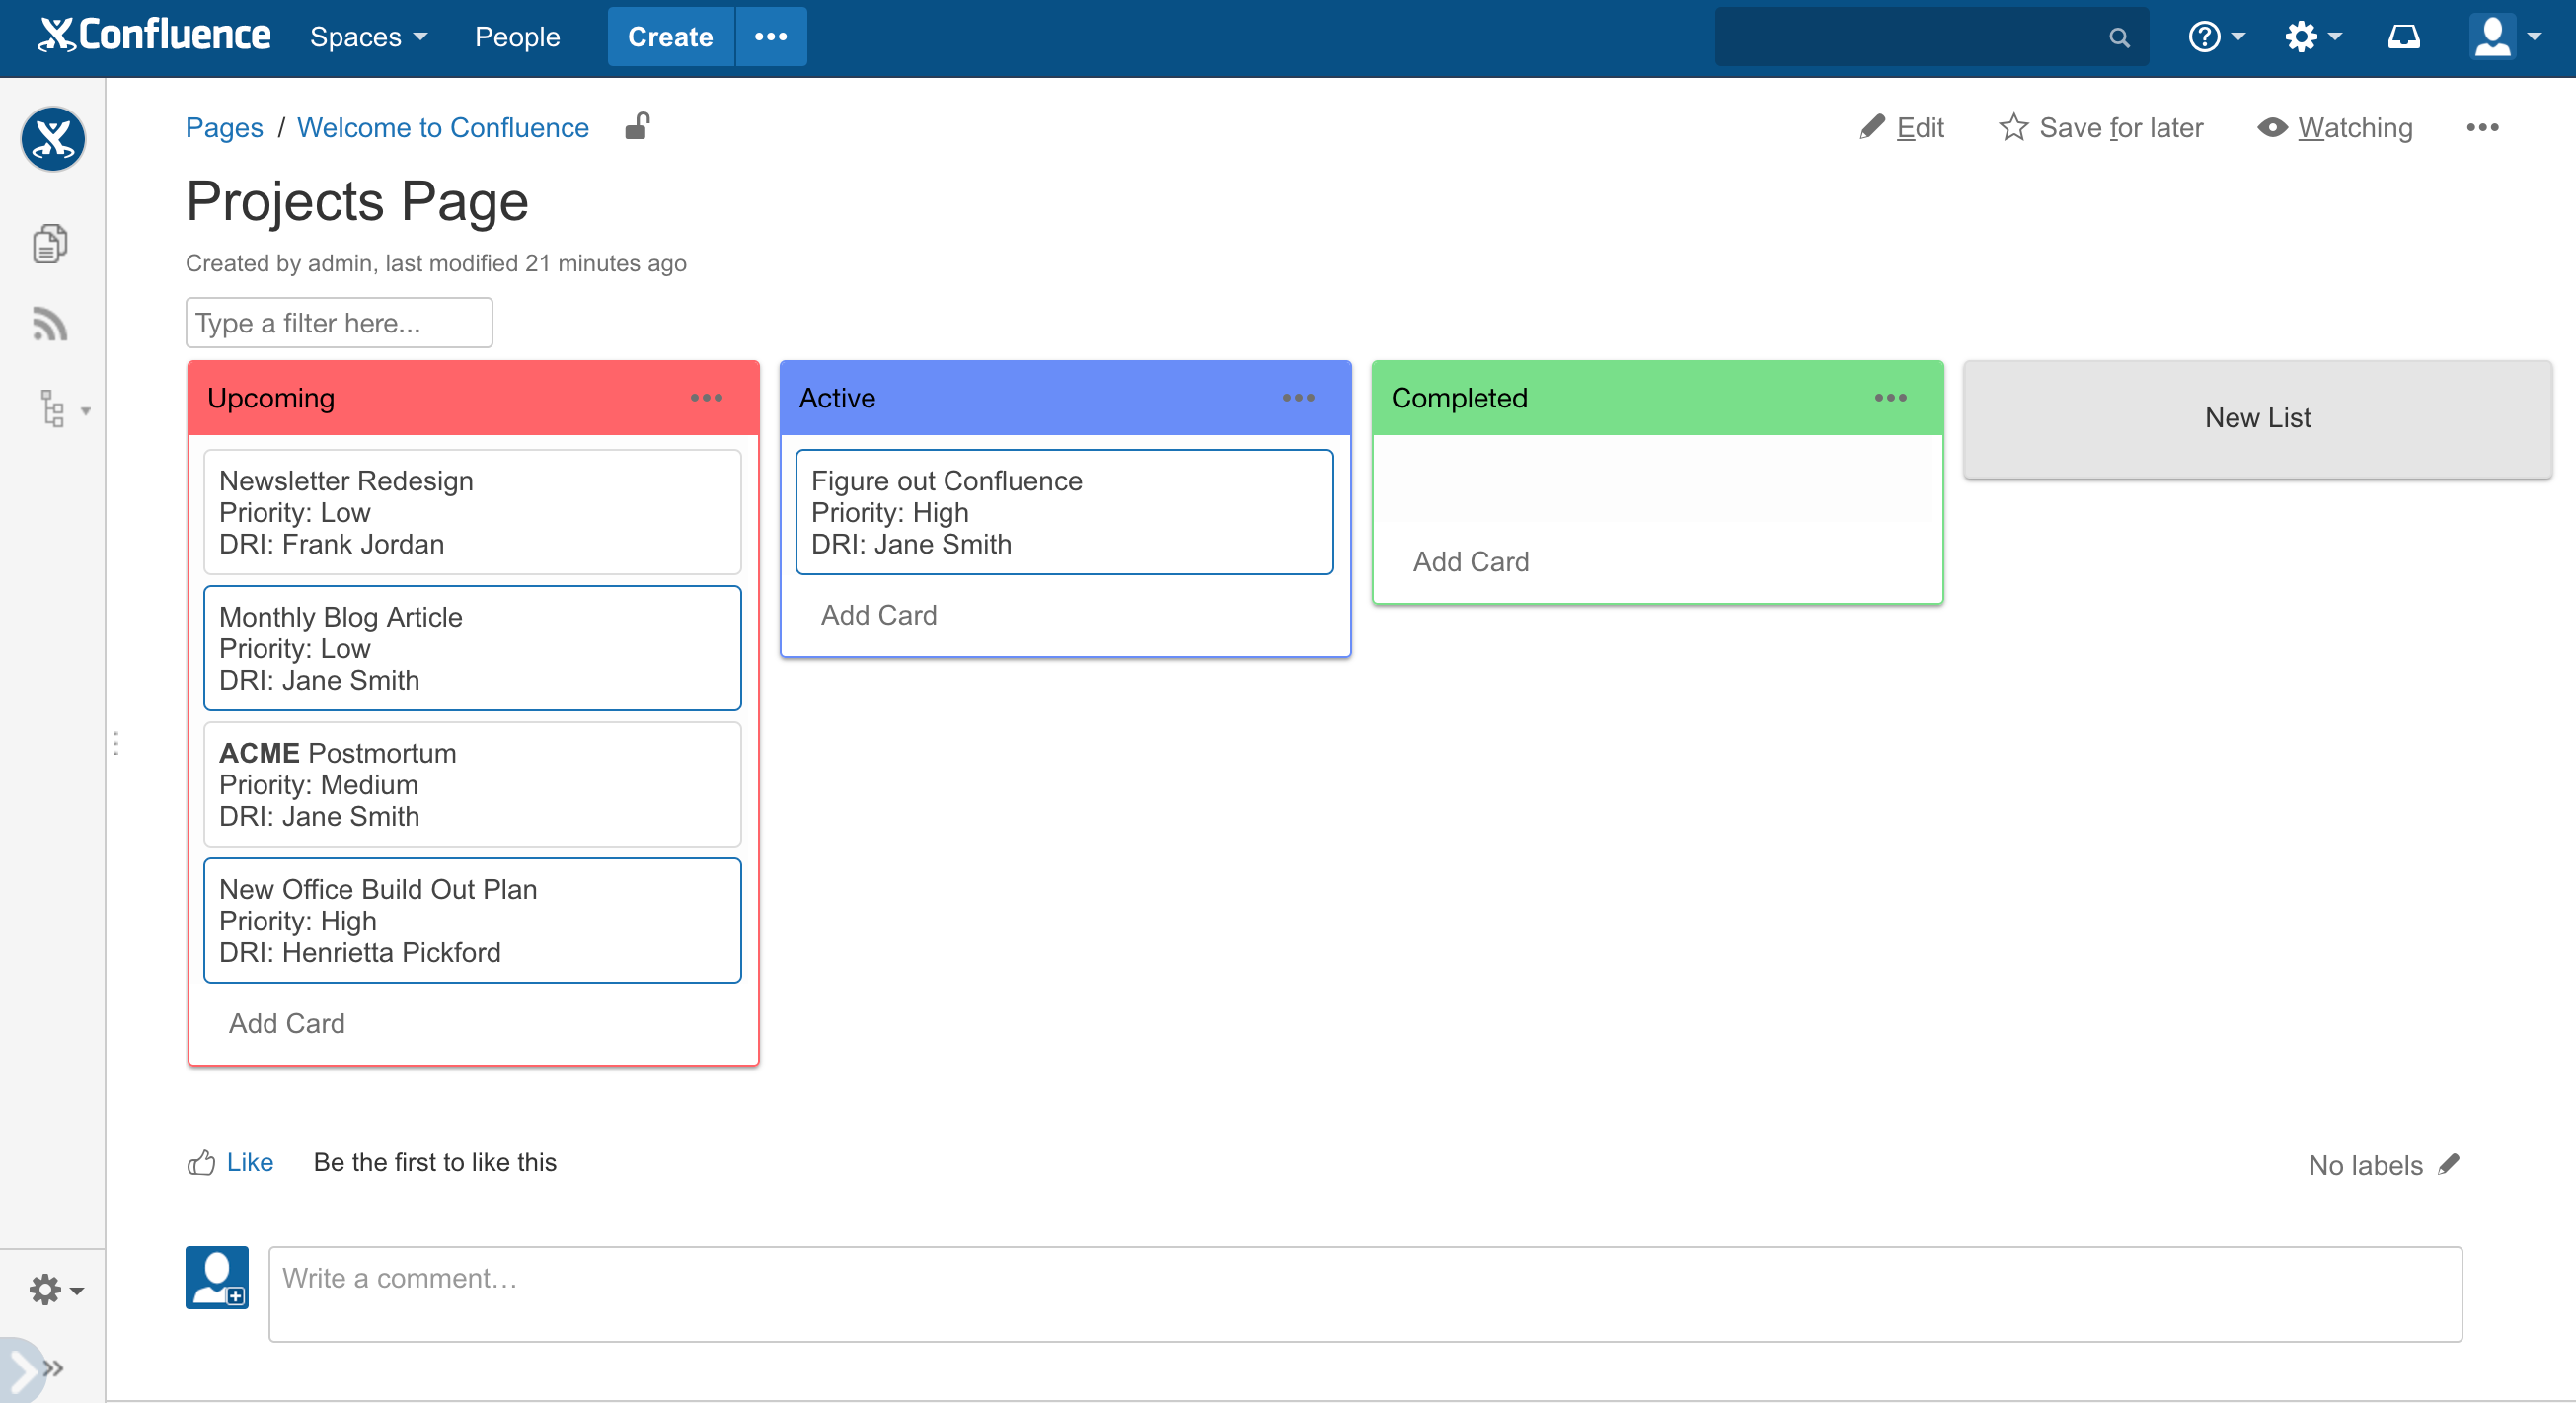 Confluence
Spaces
People
Create
Pages / Welcome to Confluence
Edit
Save for later
Watching
Projects Page
Created by admin, last modified 21 minutes ago
Type a filter here...
Upcoming
Newsletter Redesign
Priority: Low
DRI: Frank Jordan
Monthly Blog Article
Priority: Low
DRI: Jane Smith
ACME Postmortum
Priority: Medium
DRI: Jane Smith
New Office Build Out Plan
Priority: High
DRI: Henrietta Pickford
Add Card
Active
Figure out Confluence
Priority: High
DRI: Jane Smith
Add Card
Completed
Add Card
New List
Like
Be the first to like this
No labels
Write a comment…